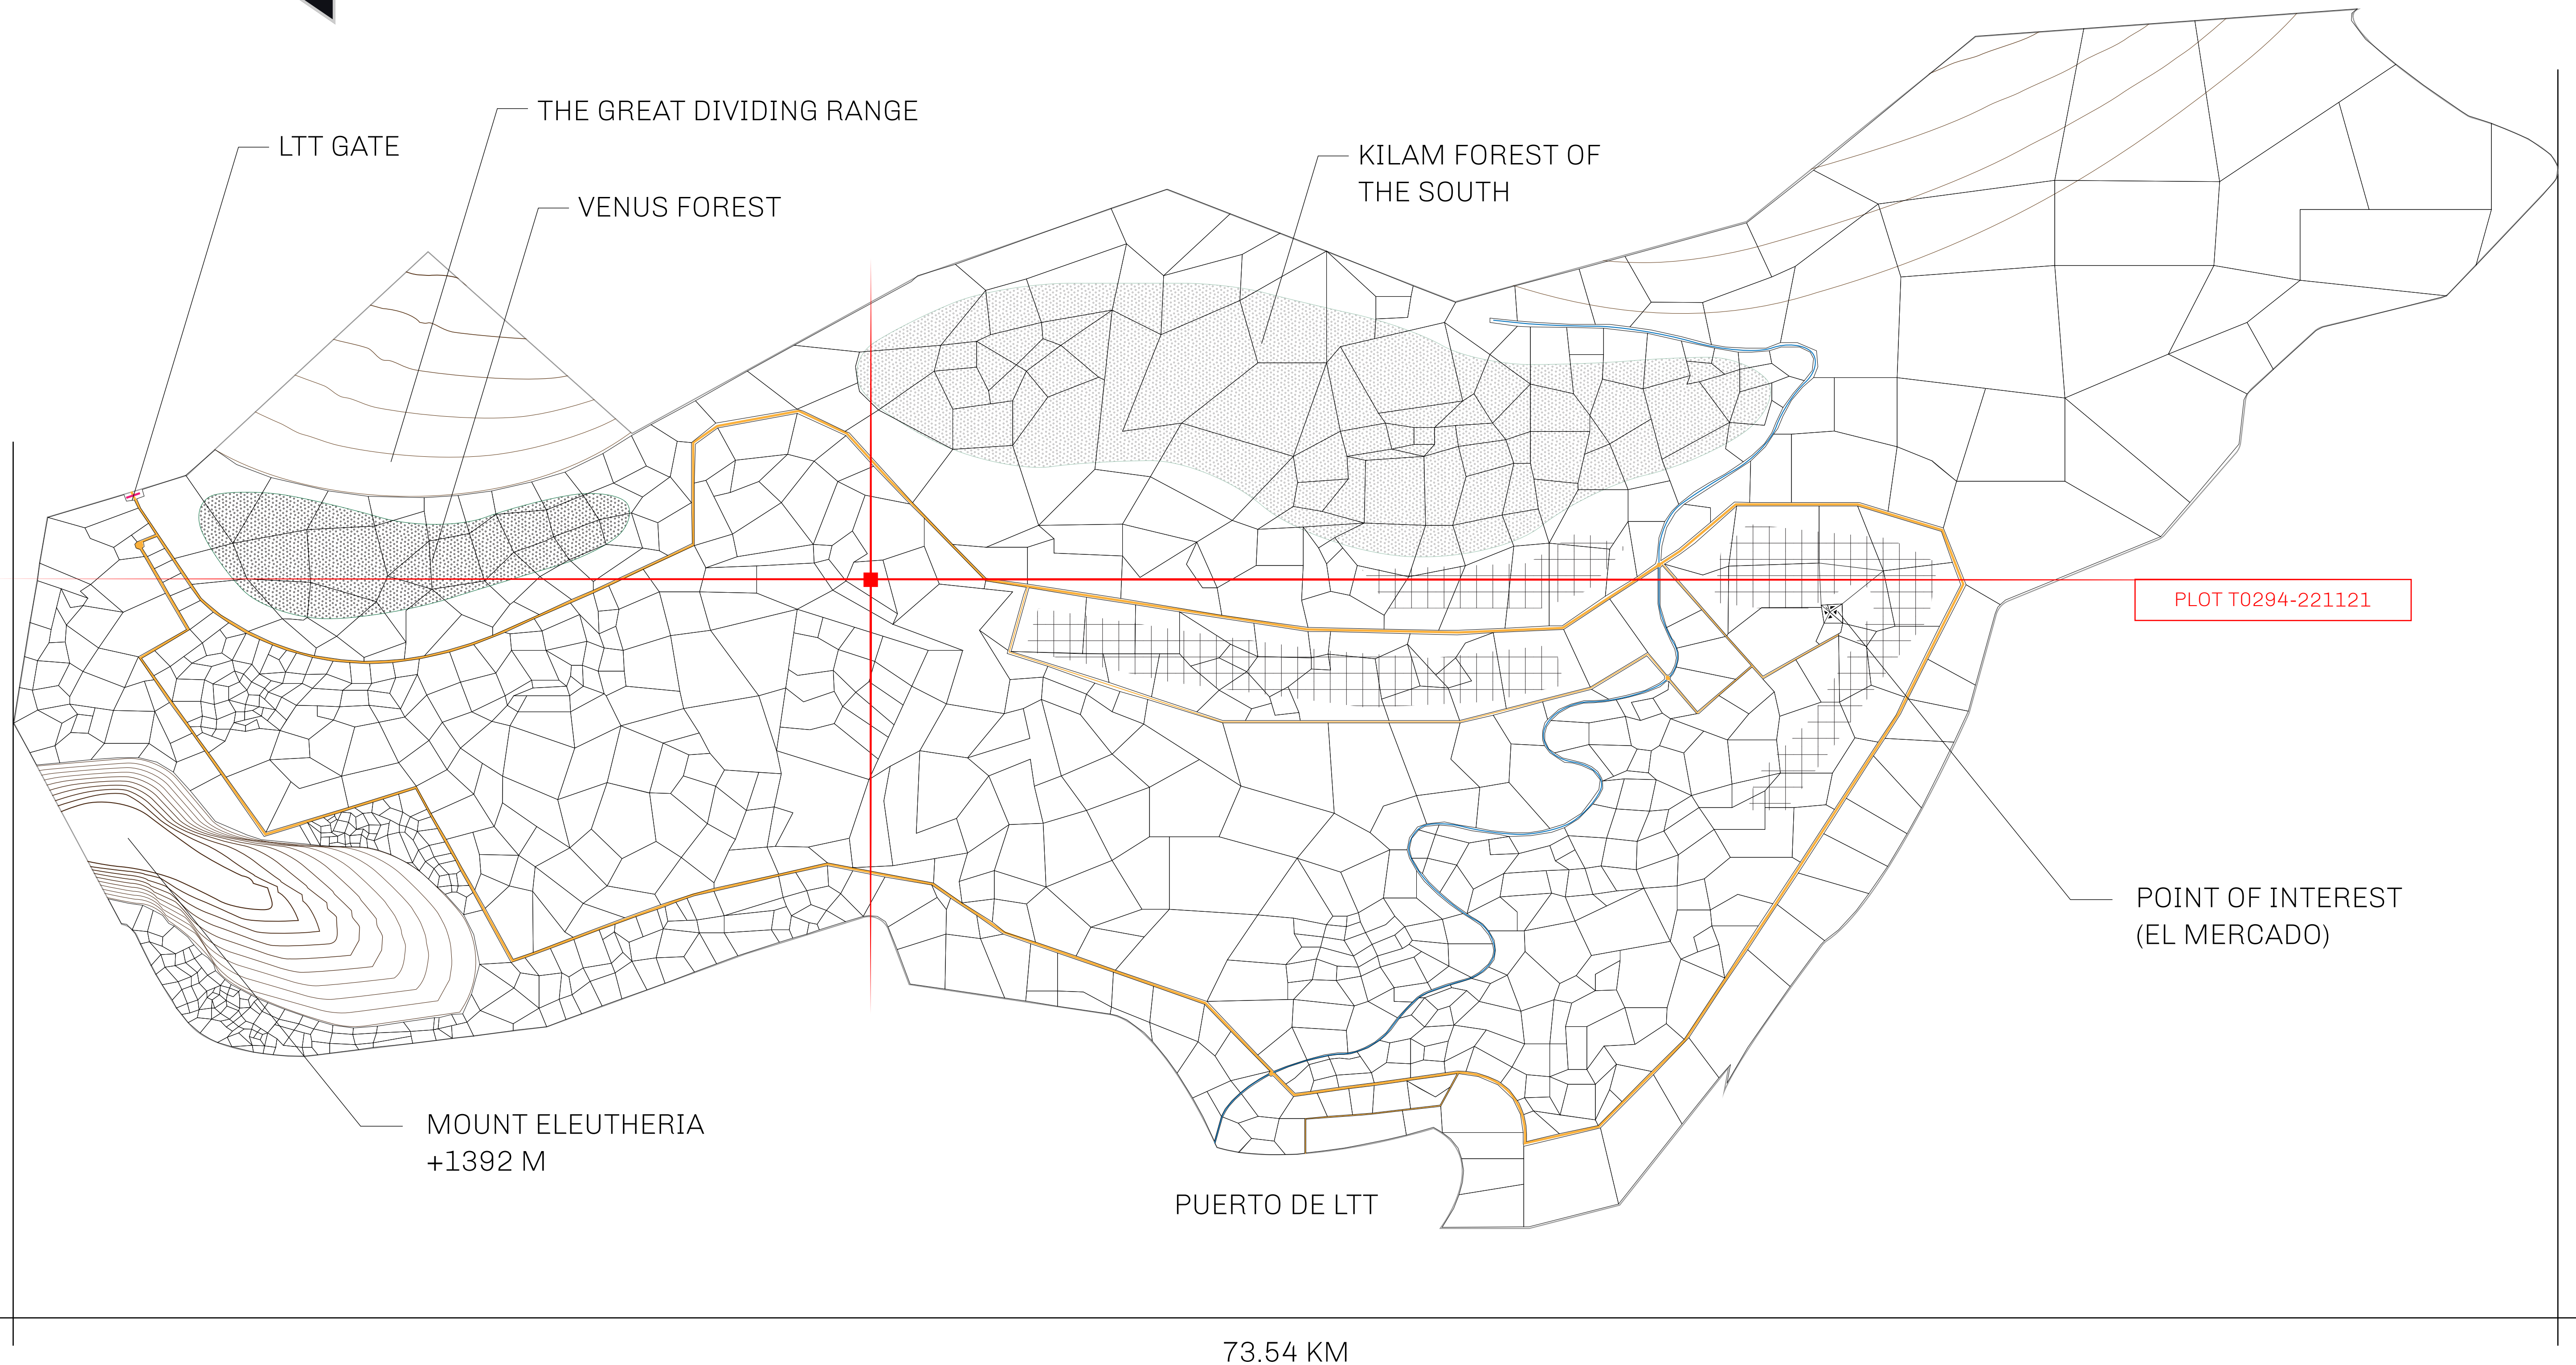 THE GREAT DIVIDING RANGE
LTT GATE
VENUS FOREST
KILAM FOREST OF
THE SOUTH
PLOT T0294-221121
POINT OF INTEREST
(EL MERCADO)
MOUNT ELEUTHERIA
+1392 M
PUERTO DE LTT
73.54 KM